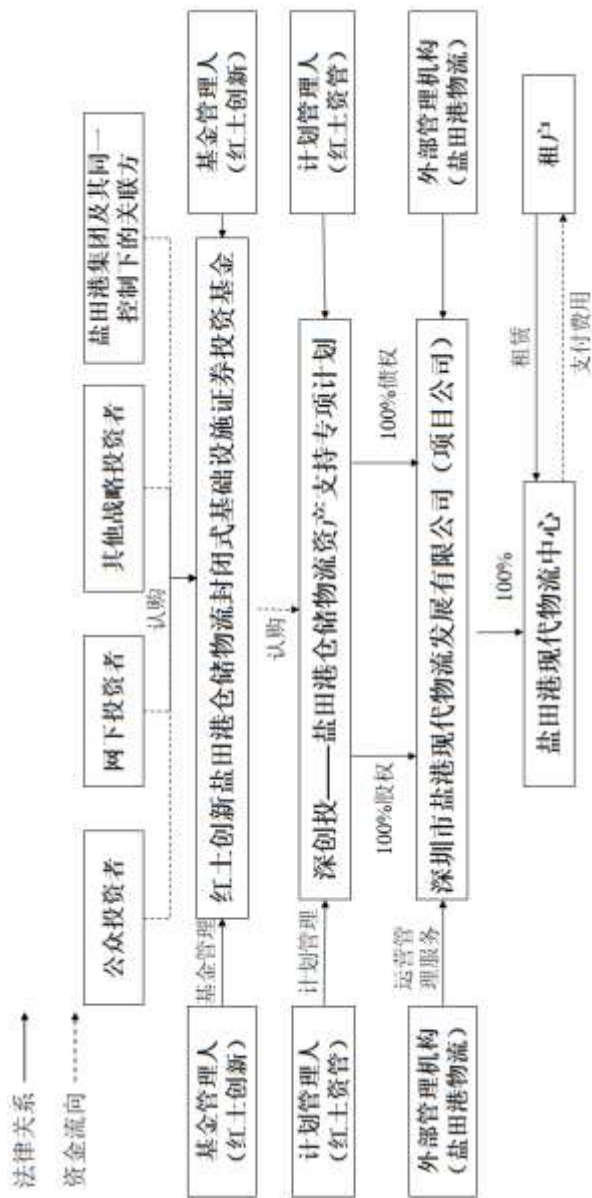 法律关系
资金流向
公众投资者
网下投资者
其他战略投资者
盐田港集团及其同一
控制下的关联方
认购
基金管理人
（红土创新）
基金管理
红土创新盐田港仓储物流封闭式基础设施证券投资基金
基金管理人
（红土创新）
认购
计划管理人
（红土资管）
计划管理
深创投——盐田港仓储物流资产支持专项计划
计划管理人
（红土资管）
100%股权
100%债权
外部管理机构
（盐田港物流）
运营管
理服务
深圳市盐港现代物流发展有限公司（项目公司）
外部管理机构
（盐田港物流）
100%
租赁
盐田港现代物流中心
支付费用
租户